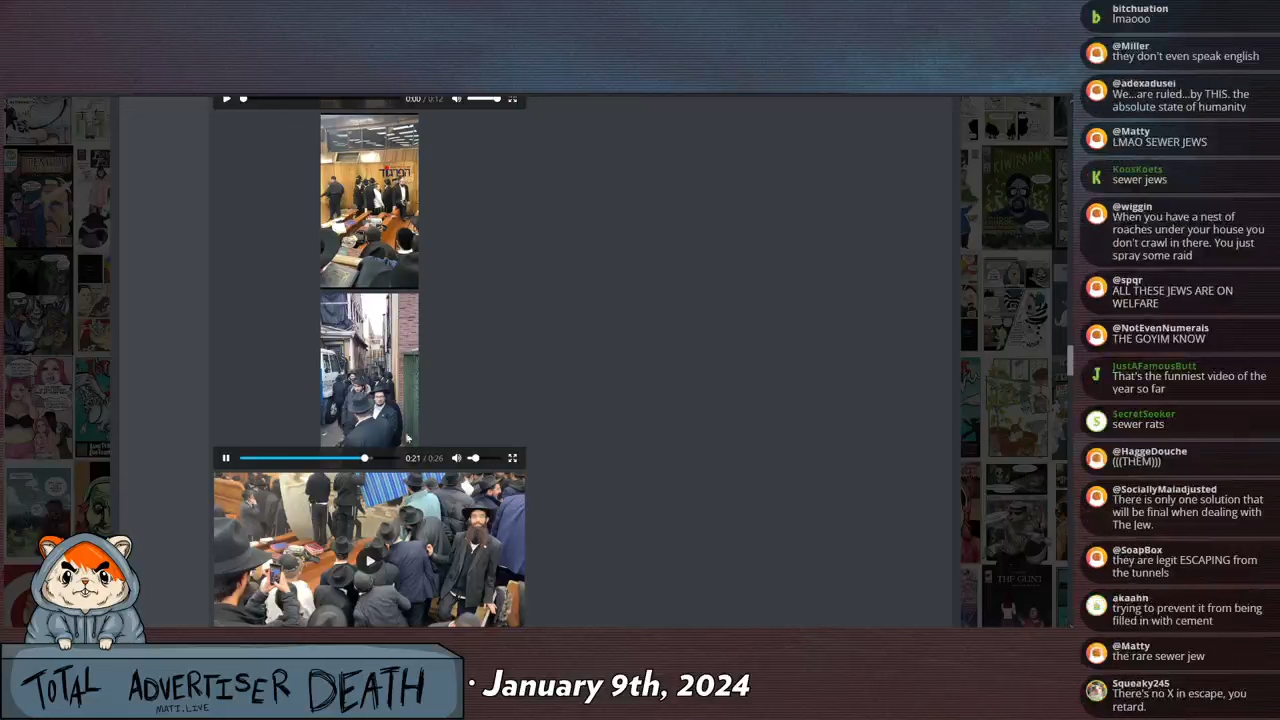 bitchuation
lmaooo
@Miller
they don't even speak english
@adexadusei
We...are ruled...by THIS. the
absolute state of humanity
@Matty
LMAO SEWER JEWS
KoosKoets
sewer jews
@wiggin
When you have a nest of
roaches under your house you
don't crawl in there. You just
spray some raid
@spqr
ALL THESE JEWS ARE ON
WELFARE
@NotEvenNumerais
THE GOYIM KNOW
JustAFamousButt
That's the funniest video of the
year so far
SecretSeeker
sewer rats
@HaggeDouche
(((THEM)))
@SociallyMaladjusted
There is only one solution that
will be final when dealing with
The Jew.
@SoapBox
they are legit ESCAPING from
the tunnels
akaahn
trying to prevent it from being
filled in with cement
@Matty
the rare sewer jew
Squeaky245
There's no X in escape, you
retard.
0:00 / 0:12
0:21 / 0:26
THE GUNT
TOTAL ADVERTISER DEATH
MATI.LIVE
· January 9th, 2024